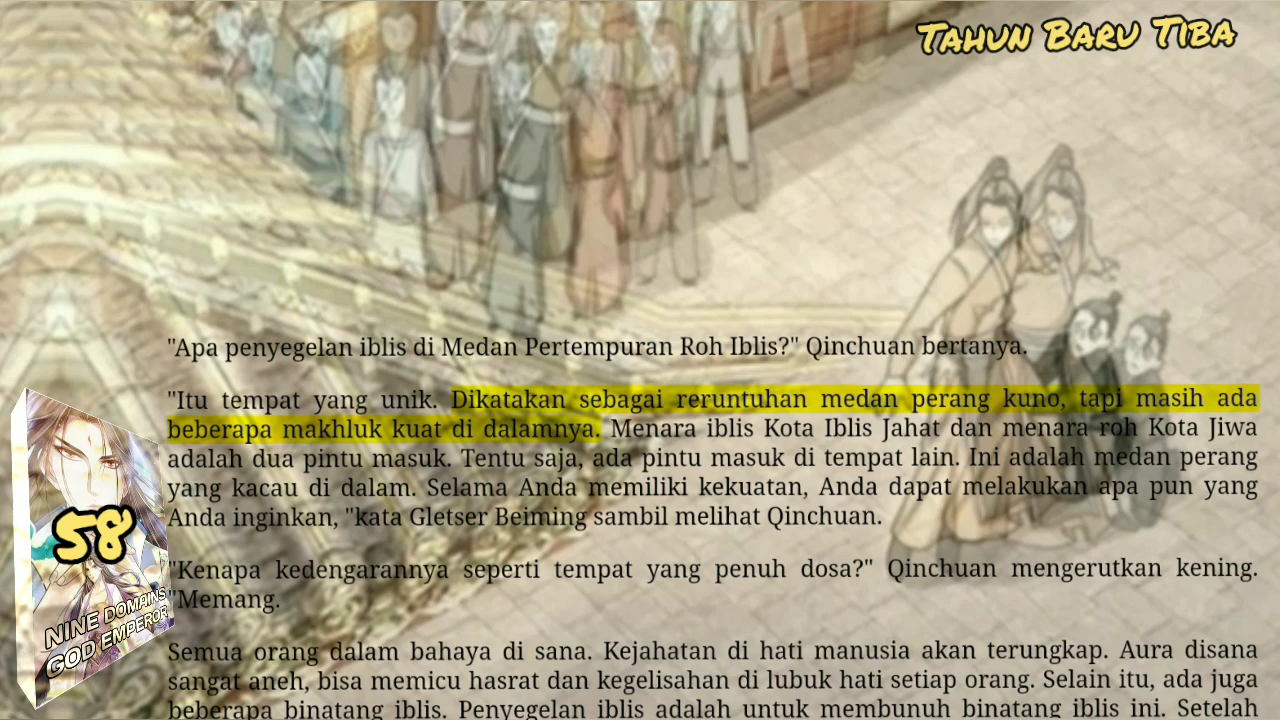 Tahun Baru Tiba
"Apa penyegelan iblis di Medan Pertempuran Roh Iblis?" Qinchuan bertanya.
"Itu tempat yang unik. Dikatakan sebagai reruntuhan medan perang kuno, tapi masih ada
beberapa makhluk kuat di dalamnya. Menara iblis Kota Iblis Jahat dan menara roh Kota Jiwa
adalah dua pintu masuk. Tentu saja, ada pintu masuk di tempat lain. Ini adalah medan perang
yang kacau di dalam. Selama Anda memiliki kekuatan, Anda dapat melakukan apa pun yang
Anda inginkan, "kata Gletser Beiming sambil melihat Qinchuan.
"Kenapa kedengarannya seperti tempat yang penuh dosa?" Qinchuan mengerutkan kening.
"Memang.
Semua orang dalam bahaya di sana. Kejahatan di hati manusia akan terungkap. Aura disana
sangat aneh, bisa memicu hasrat dan kegelisahan di lubuk hati setiap orang. Selain itu, ada juga
beberapa binatang iblis. Penyegelan iblis adalah untuk membunuh binatang iblis ini. Setelah
58
NINE DOMAINS
GOD EMPEROR